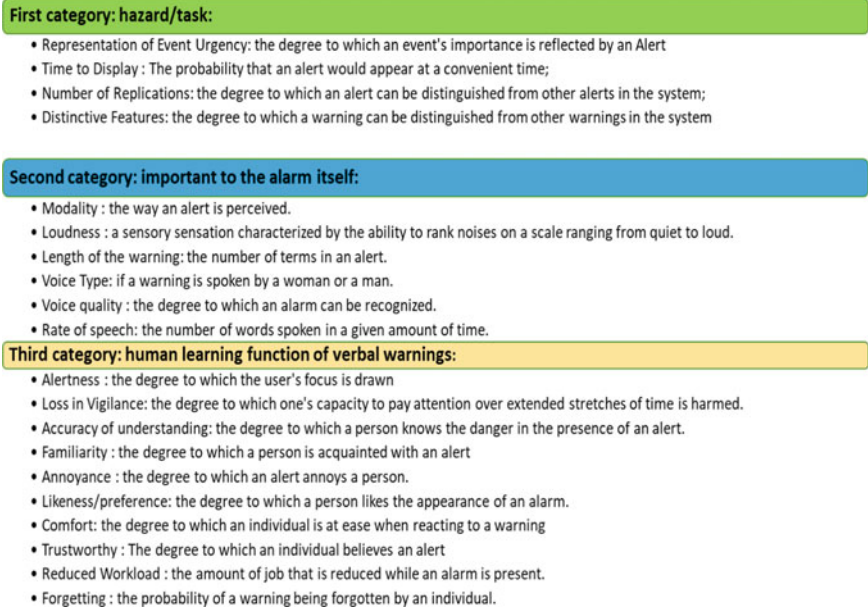 First category: hazard/task:
• Representation of Event Urgency: the degree to which an event's importance is reflected by an Alert
• Time to Display : The probability that an alert would appear at a convenient time;
• Number of Replications: the degree to which an alert can be distinguished from other alerts in the system;
• Distinctive Features: the degree to which a warning can be distinguished from other warnings in the system
Second category: important to the alarm itself:
• Modality : the way an alert is perceived.
• Loudness : a sensory sensation characterized by the ability to rank noises on a scale ranging from quiet to loud.
• Length of the warning: the number of terms in an alert.
• Voice Type: if a warning is spoken by a woman or a man.
• Voice quality : the degree to which an alarm can be recognized.
• Rate of speech: the number of words spoken in a given amount of time.
Third category: human learning function of verbal warnings:
• Alertness : the degree to which the user's focus is drawn
• Loss in Vigilance: the degree to which one's capacity to pay attention over extended stretches of time is harmed.
• Accuracy of understanding: the degree to which a person knows the danger in the presence of an alert.
• Familiarity : the degree to which a person is acquainted with an alert
• Annoyance : the degree to which an alert annoys a person.
• Likeness/preference: the degree to which a person likes the appearance of an alarm.
• Comfort: the degree to which an individual is at ease when reacting to a warning
• Trustworthy : The degree to which an individual believes an alert
• Reduced Workload : the amount of job that is reduced while an alarm is present.
• Forgetting : the probability of a warning being forgotten by an individual.